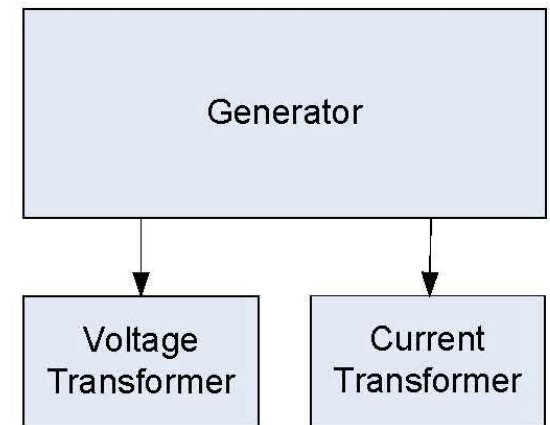 Generator
Voltage
Transformer
Current
Transformer